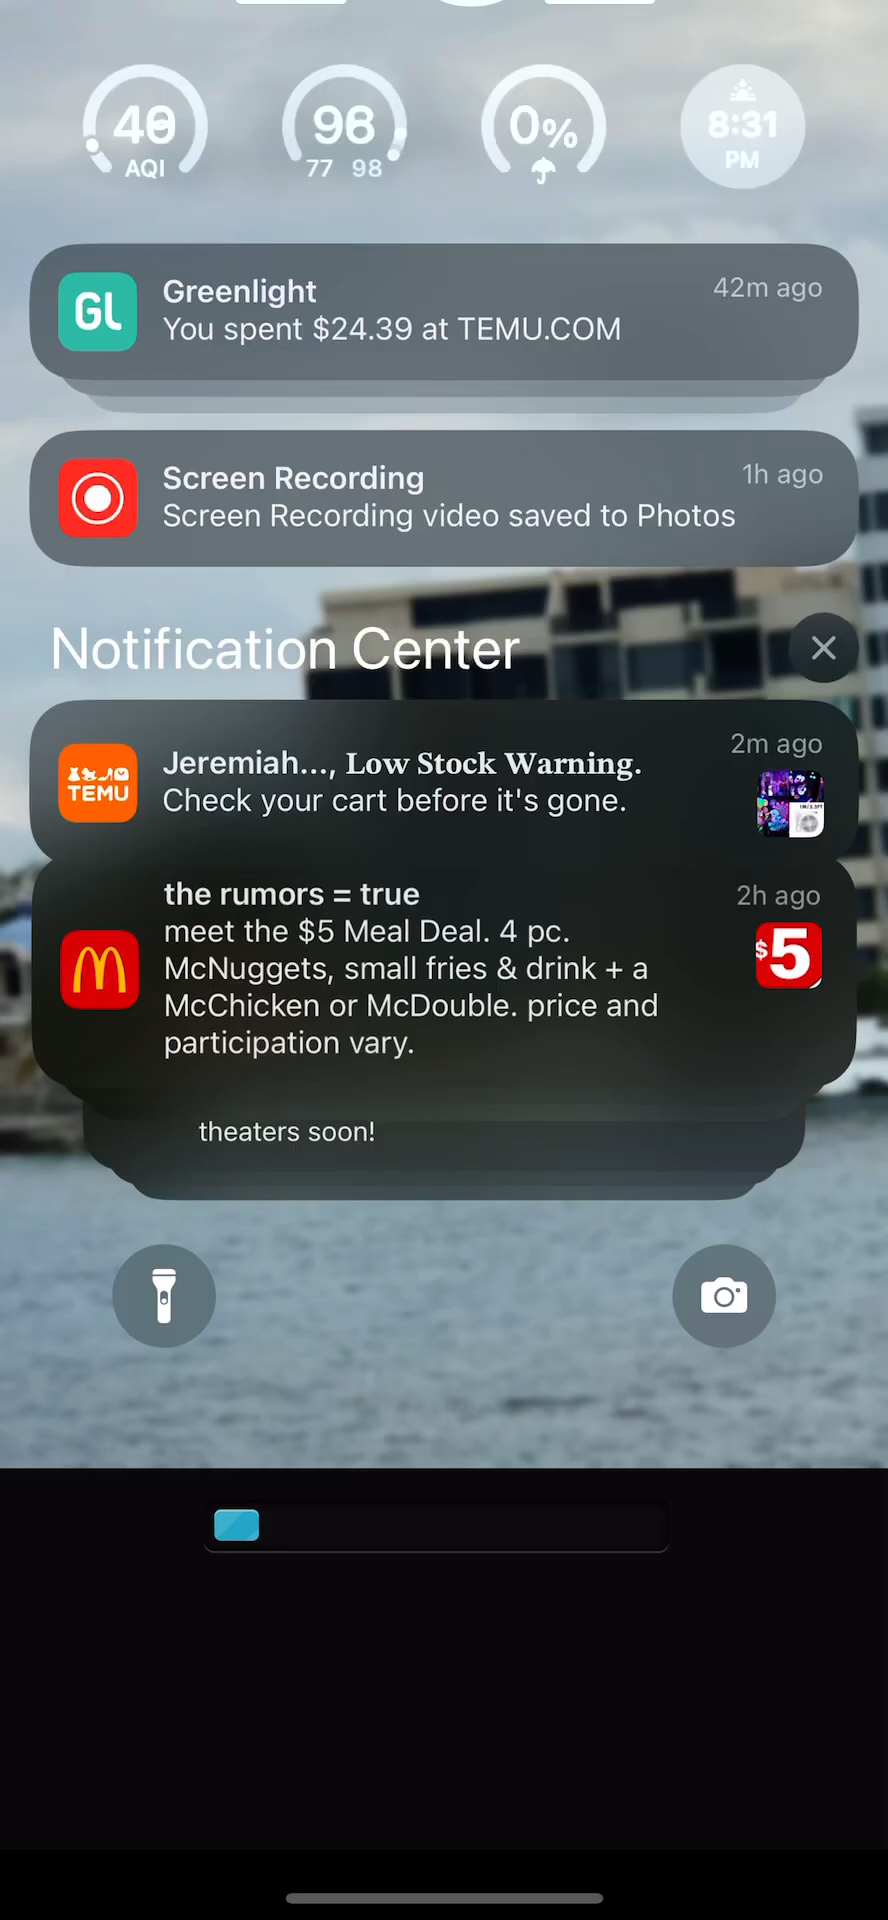 AQI
77 98
0%
8:31
PM
GL
Greenlight
42m ago
You spent $24.39 at TEMU.COM
Screen Recording
1h ago
Screen Recording video saved to Photos
Notification Center
TEMU
Jeremiah..., Low Stock Warning.
2m ago
Check your cart before it's gone.
the rumors = true
2h ago
meet the $5 Meal Deal. 4 pc.
McNuggets, small fries & drink + a
McChicken or McDouble. price and
participation vary.
$5
theaters soon!